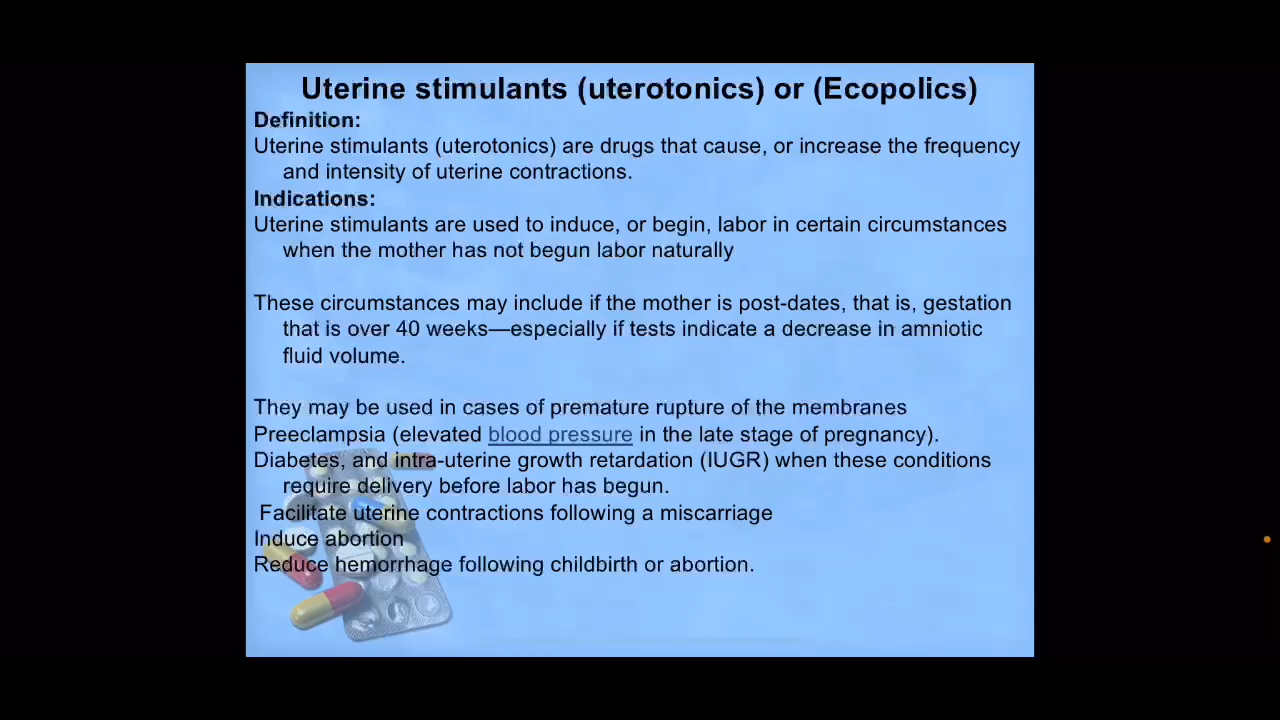 Uterine stimulants (uterotonics) or (Ecopolics)
Definition:
Uterine stimulants (uterotonics) are drugs that cause, or increase the frequency
and intensity of uterine contractions.
Indications:
Uterine stimulants are used to induce, or begin, labor in certain circumstances
when the mother has not begun labor naturally
These circumstances may include if the mother is post-dates, that is, gestation
that is over 40 weeks—especially if tests indicate a decrease in amniotic
fluid volume.
They may be used in cases of premature rupture of the membranes
Preeclampsia (elevated blood pressure in the late stage of pregnancy).
Diabetes, and intra-uterine growth retardation (IUGR) when these conditions
require delivery before labor has begun.
Facilitate uterine contractions following a miscarriage
Induce abortion
Reduce hemorrhage following childbirth or abortion.